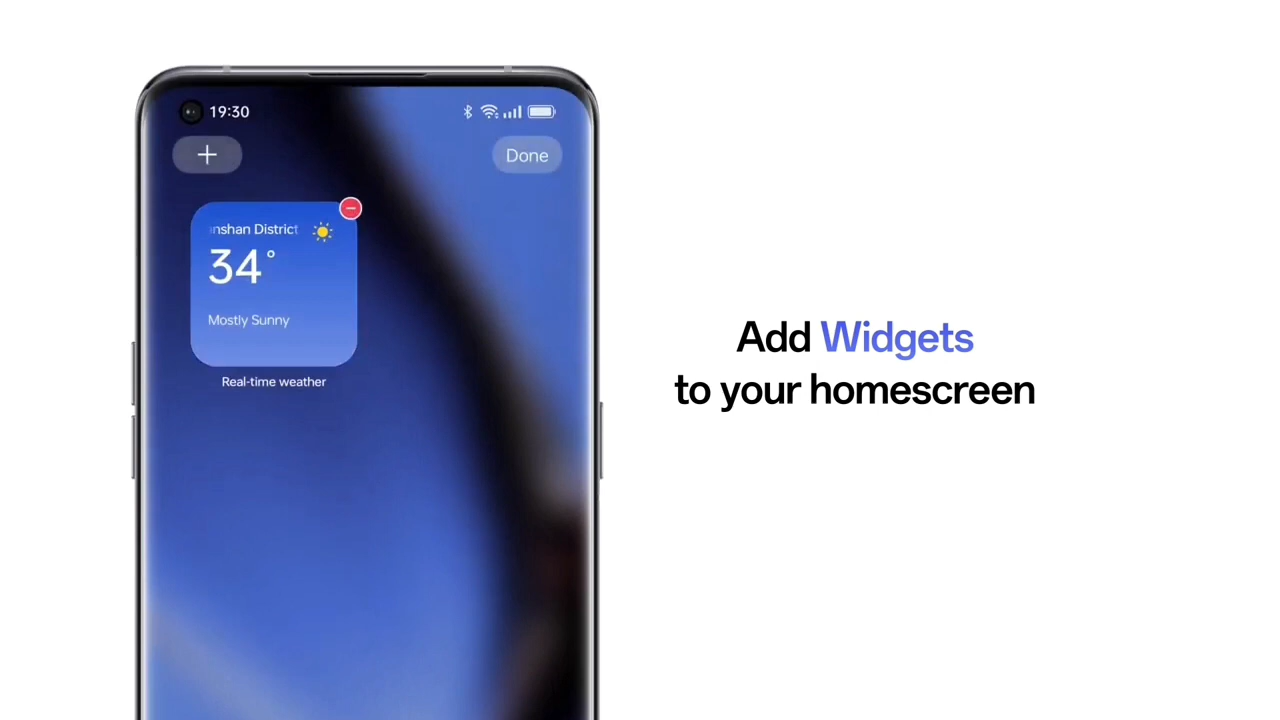 19:30
+
Done
nshan District
34°
Mostly Sunny
Real-time weather
Add Widgets
to your homescreen